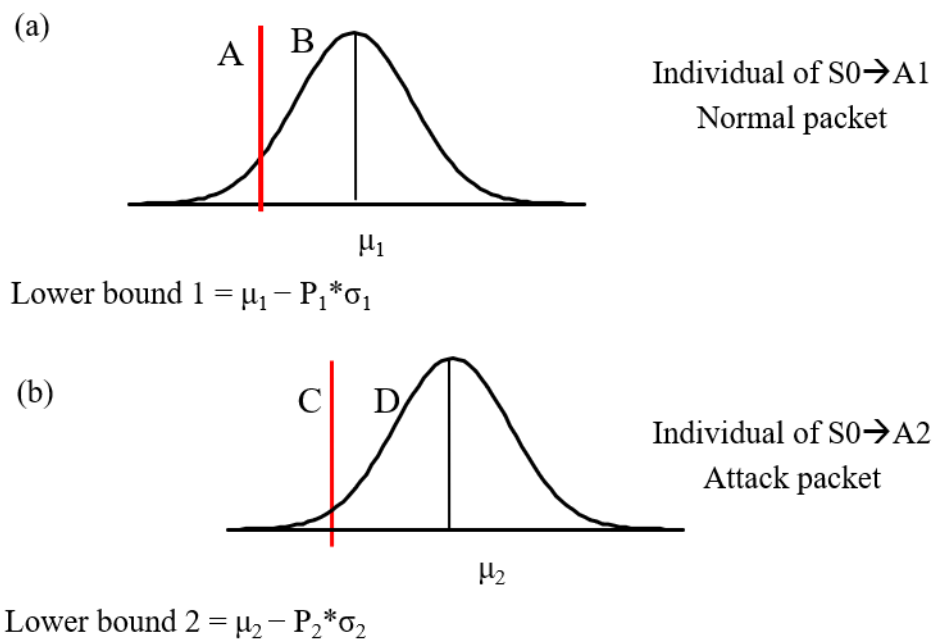 (a)
A
B
Individual of S0→A1
Normal packet
μ₁
Lower bound 1 = μ₁ − P₁*σ₁
(b)
C
D
Individual of S0→A2
Attack packet
μ₂
Lower bound 2 = μ₂ − P₂*σ₂